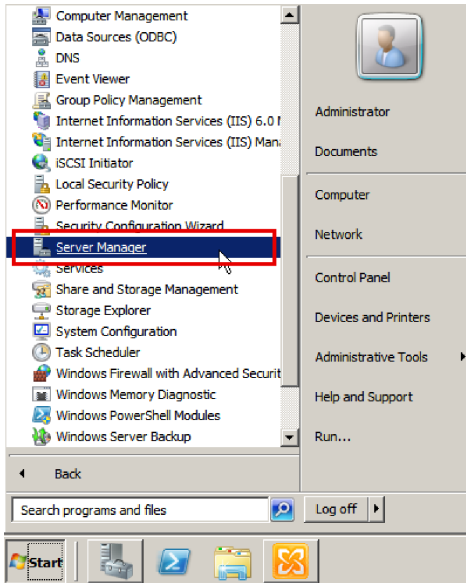 Computer Management
Data Sources (ODBC)
DNS
Event Viewer
Group Policy Management
Internet Information Services (IIS) 6.0
Internet Information Services (IIS) Man
iSCSI Initiator
Local Security Policy
Performance Monitor
Security Configuration Wizard
Server Manager
Services
Share and Storage Management
Storage Explorer
System Configuration
Task Scheduler
Windows Firewall with Advanced Securit
Windows Memory Diagnostic
Windows PowerShell Modules
Windows Server Backup
Back
Search programs and files
Administrator
Documents
Computer
Network
Control Panel
Devices and Printers
Administrative Tools
Help and Support
Run...
Log off
Start